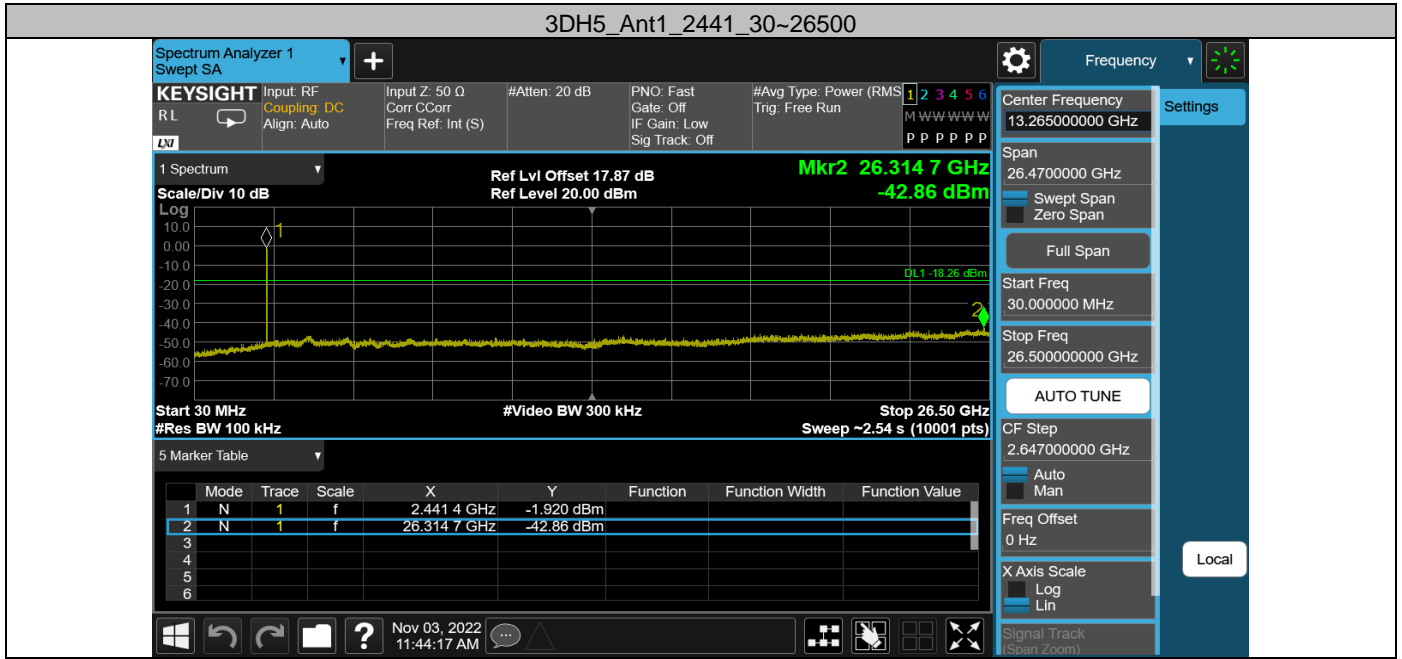 3DH5_Ant1_2441_30~26500
Spectrum Analyzer 1
Swept SA
+
Frequency
KEYSIGHT
Input: RF
Input Z: 50 Ω
#Atten: 20 dB
PNO: Fast
#Avg Type: Power (RMS
1 2 3 4 5 6
R L
Coupling: DC
Corr CCorr
Gate: Off
Trig: Free Run
M W W W W W
Align: Auto
Freq Ref: Int (S)
IF Gain: Low
Sig Track: Off
P P P P P P
LXI
Center Frequency
13.265000000 GHz
Settings
1 Spectrum
Ref Lvl Offset 17.87 dB
Mkr2 26.314 7 GHz
Scale/Div 10 dB
Ref Level 20.00 dBm
-42.86 dBm
Log
10.0
0.00
-10.0
-20.0
-30.0
-40.0
-50.0
-60.0
-70.0
1
DL1 -18.26 dBm
2
Start 30 MHz
#Video BW 300 kHz
Stop 26.50 GHz
#Res BW 100 kHz
Sweep ~2.54 s (10001 pts)
Span
26.4700000 GHz
Swept Span
Zero Span
Full Span
Start Freq
30.000000 MHz
Stop Freq
26.500000000 GHz
AUTO TUNE
CF Step
2.647000000 GHz
Auto
Man
Freq Offset
0 Hz
X Axis Scale
Log
Lin
Signal Track
(Span Zoom)
Local
5 Marker Table
Mode Trace Scale X Y Function Function Width Function Value
1 N 1 f 2.441 4 GHz -1.920 dBm
2 N 1 f 26.314 7 GHz -42.86 dBm
3
4
5
6
?
Nov 03, 2022
11:44:17 AM